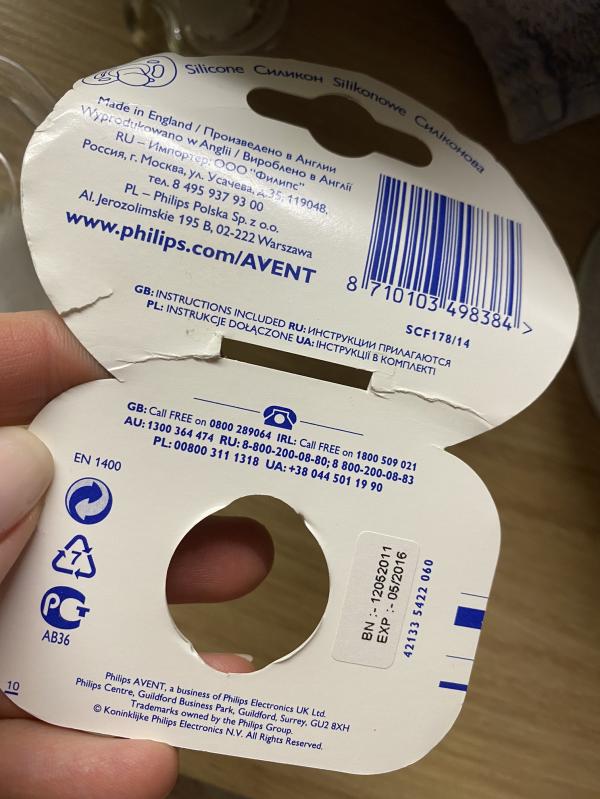 Silicone Силикон Silikonowe Силіконова
Made in England / Произведено в Англии
Wyprodukowano w Anglii / Вироблено в Англії
RU – Импортер: ООО "Филипс"
Россия, г. Москва, ул. Усачева, д.35, 119048,
тел. 8 495 937 93 00
PL – Philips Polska Sp. z o.o.
Al. Jerozolimskie 195 B, 02-222 Warszawa
www.philips.com/AVENT
8 710103 498384 >
SCF178/14
GB: INSTRUCTIONS INCLUDED RU: ИНСТРУКЦИИ ПРИЛАГАЮТСЯ
PL: INSTRUKCJE DOŁĄCZONE UA: ІНСТРУКЦІЇ В КОМПЛЕКТІ
GB: Call FREE on 0800 289064 IRL: Call FREE on 1800 509 021
AU: 1300 364 474 RU: 8-800-200-08-80; 8 800-200-08-83
PL: 00800 311 1318 UA: +38 044 501 19 90
EN 1400
7
РСТ
АВ36
BN :- 12052011
EXP :- 05/2016
42133 5422 060
10
Philips AVENT, a business of Philips Electronics UK Ltd.
Philips Centre, Guildford Business Park, Guildford, Surrey, GU2 8XH
Trademarks owned by the Philips Group.
© Koninklijke Philips Electronics N.V. All Rights Reserved.